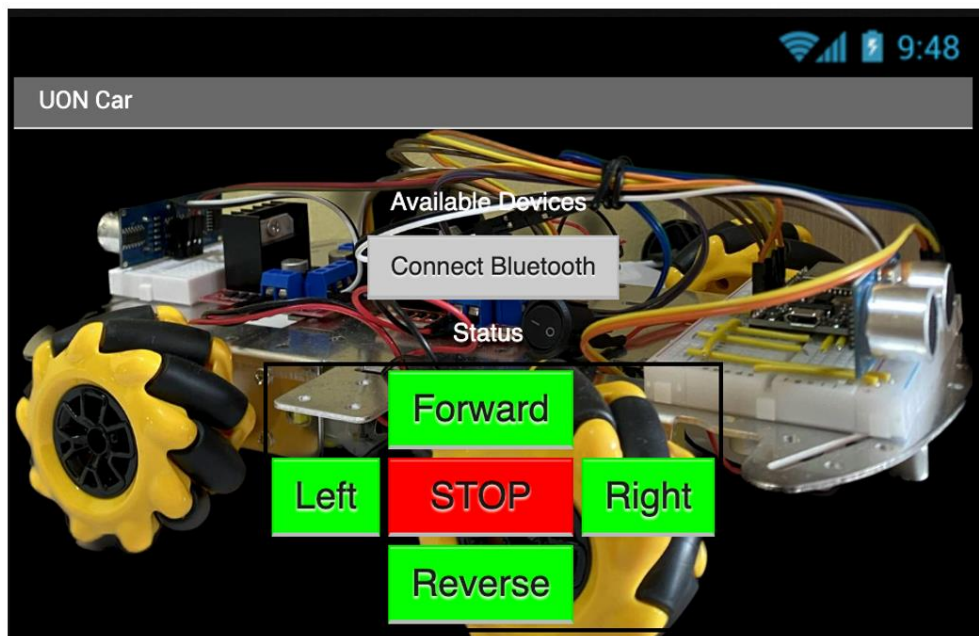 9:48
UON Car
Available Devices
Connect Bluetooth
Status
Forward
Left STOP Right
Reverse